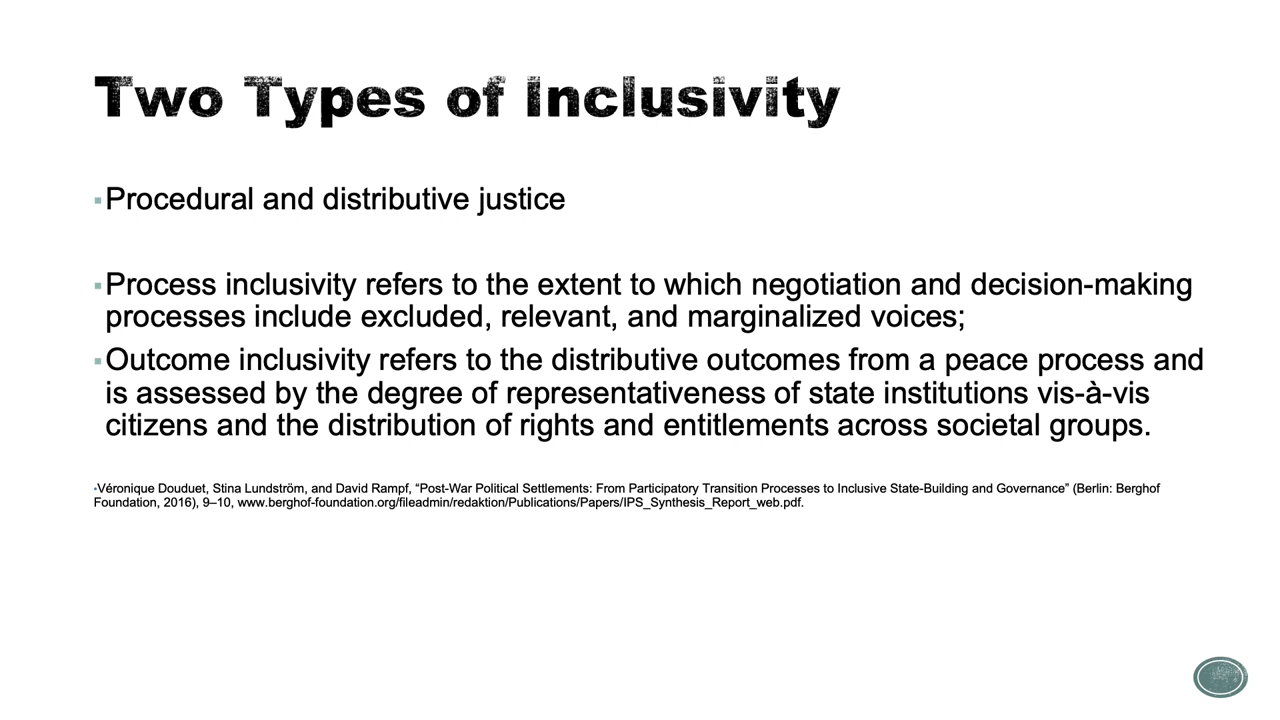 Two Types of Inclusivity
▪Procedural and distributive justice
▪Process inclusivity refers to the extent to which negotiation and decision-making
processes include excluded, relevant, and marginalized voices;
▪Outcome inclusivity refers to the distributive outcomes from a peace process and
is assessed by the degree of representativeness of state institutions vis-à-vis
citizens and the distribution of rights and entitlements across societal groups.
▪Véronique Douduet, Stina Lundström, and David Rampf, “Post-War Political Settlements: From Participatory Transition Processes to Inclusive State-Building and Governance” (Berlin: Berghof
Foundation, 2016), 9–10, www.berghof-foundation.org/fileadmin/redaktion/Publications/Papers/IPS_Synthesis_Report_web.pdf.